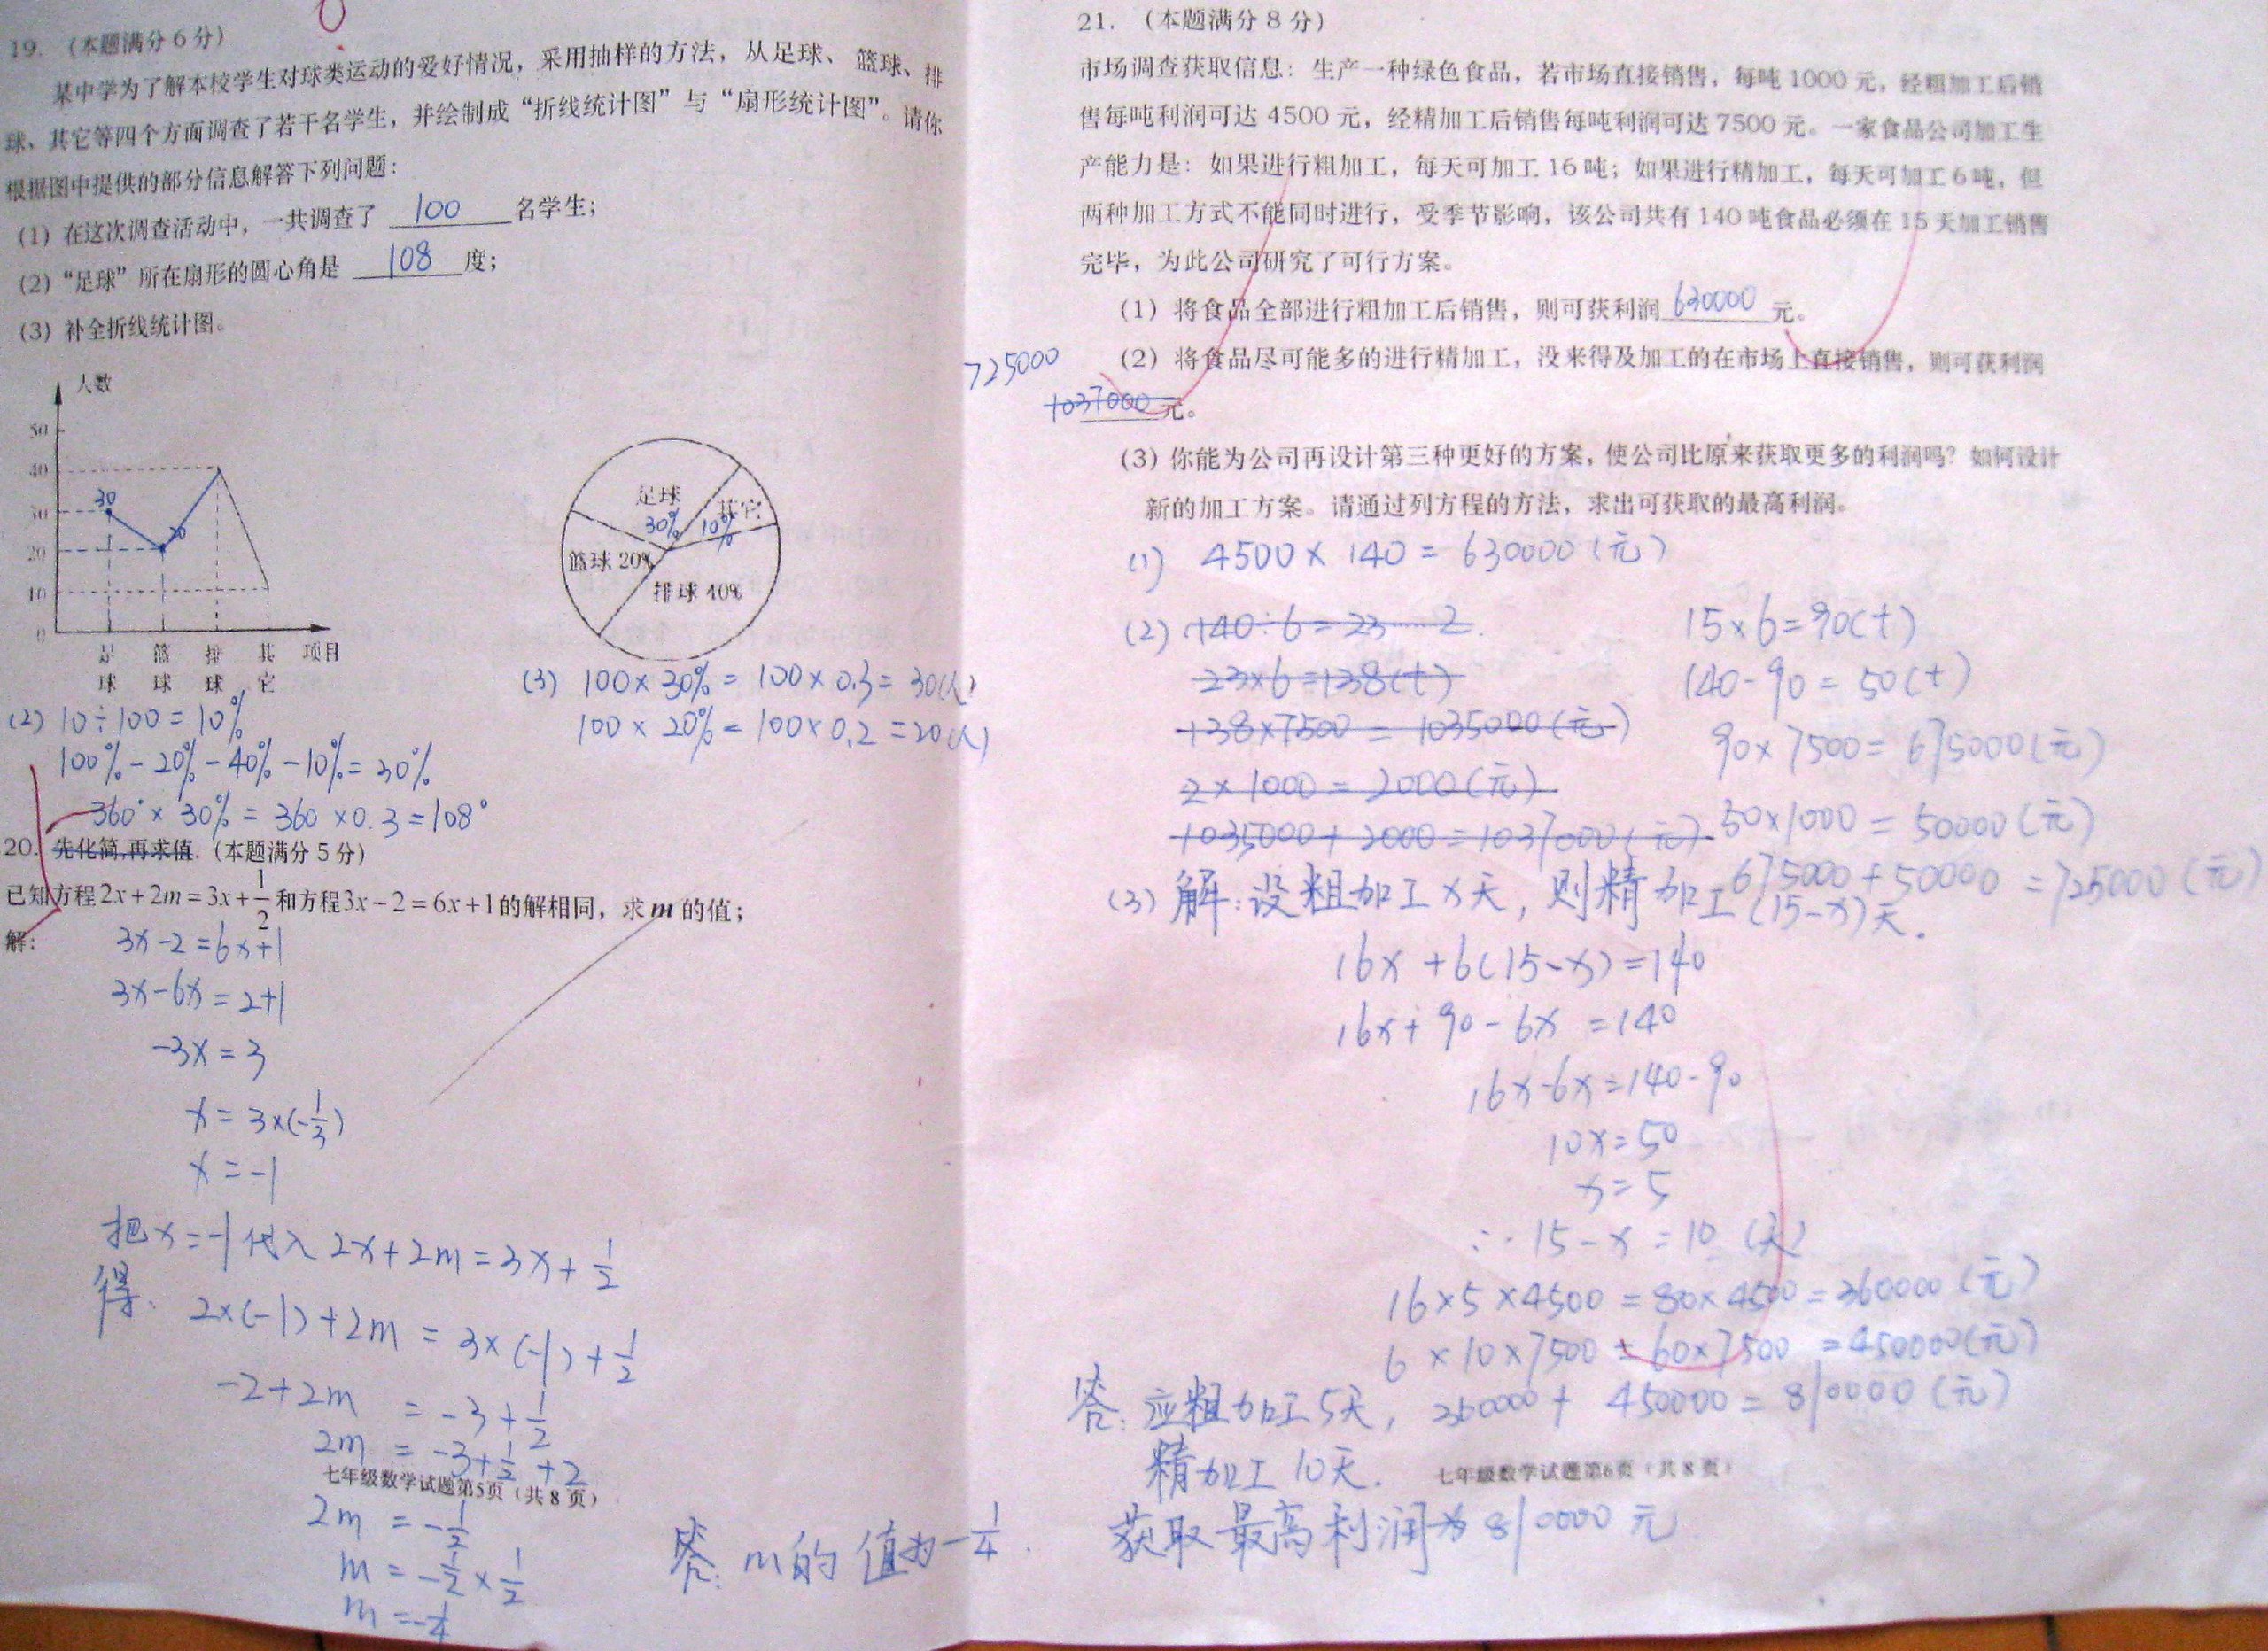 19. （本题满分6分）
某中学为了解本校学生对球类运动的爱好情况，采用抽样的方法，从足球、篮球、排
球、其它等四个方面调查了若干名学生，并绘制成“折线统计图”与“扇形统计图”。请你
根据图中提供的部分信息解答下列问题：
(1) 在这次调查活动中，一共调查了 100 名学生；
(2) “足球”所在扇形的圆心角是 108 度；
(3) 补全折线统计图。
人数
50
40
30
20
10
0
30
20
足球 篮球 排球 其它 项目
足球 30%
其它 10%
篮球 20%
排球 40%
(3) 100×30%=100×0.3=30(人)
100×20%=100×0.2=20(人)
(2) 10÷100=10%
100%-20%-40%-10%=30%
360°×30%=360×0.3=108°
20. 先化简,再求值. （本题满分5分）
已知方程2x+2m=3x+1/2和方程3x-2=6x+1的解相同，求m的值；
解：
3x-2=6x+1
3x-6x=2+1
-3x=3
x=3×(-1/3)
x=-1
把x=-1代入2x+2m=3x+1/2
得:
2×(-1)+2m=3×(-1)+1/2
-2+2m=-3+1/2
2m=-3+1/2+2
七年级数学试题第5页（共8页）
2m=-1/2
m=-1/2×1/2
m=-1/4
答: m的值为-1/4.
21. （本题满分8分）
市场调查获取信息：生产一种绿色食品，若市场直接销售，每吨1000元，经粗加工后销
售每吨利润可达4500元，经精加工后销售每吨利润可达7500元。一家食品公司加工生
产能力是：如果进行粗加工，每天可加工16吨；如果进行精加工，每天可加工6吨，但
两种加工方式不能同时进行，受季节影响，该公司共有140吨食品必须在15天加工销售
完毕，为此公司研究了可行方案。
(1) 将食品全部进行粗加工后销售，则可获利润 630000 元。
(2) 将食品尽可能多的进行精加工，没来得及加工的在市场上直接销售，则可获利润
725000
1037000 元。
(3) 你能为公司再设计第三种更好的方案，使公司比原来获取更多的利润吗？如何设计
新的加工方案。请通过列方程的方法，求出可获取的最高利润。
(1) 4500×140=630000(元)
(2) 140÷6=23……2.
23×6=138(t)
138×7500=1035000(元)
2×1000=2000(元)
1035000+2000=1037000(元)
15×6=90(t)
140-90=50(t)
90×7500=675000(元)
50×1000=50000(元)
675000+50000=725000(元)
(3) 解:设粗加工x天，则精加工(15-x)天.
16x+6(15-x)=140
16x+90-6x=140
16x-6x=140-90
10x=50
x=5
∴15-x=10(天)
16×5×4500=80×4500=360000(元)
6×10×7500=60×7500=450000(元)
360000+450000=810000(元)
答: 应粗加工5天，
精加工10天.
七年级数学试题第6页（共8页）
获取最高利润为810000元